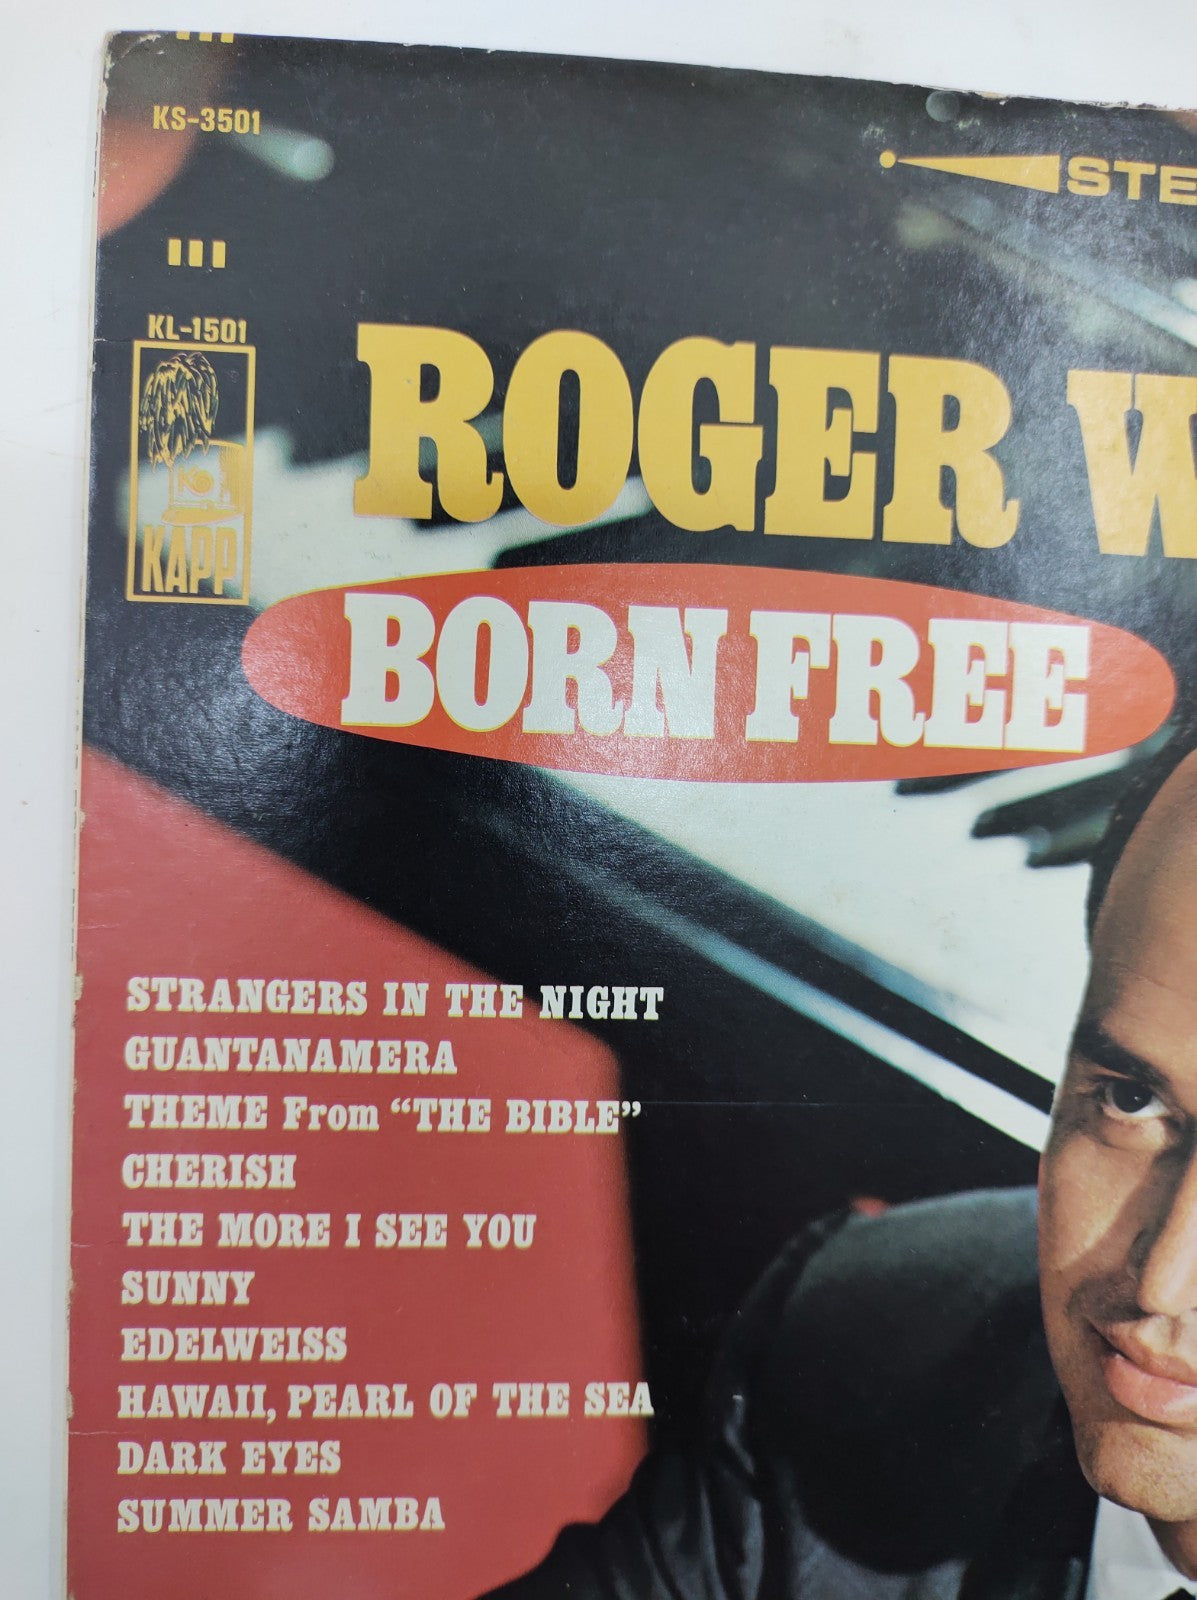 KS-3501
STE
KL-1501
KAPP
ROGER W
BORN FREE
STRANGERS IN THE NIGHT
GUANTANAMERA
THEME From “THE BIBLE”
CHERISH
THE MORE I SEE YOU
SUNNY
EDELWEISS
HAWAII, PEARL OF THE SEA
DARK EYES
SUMMER SAMBA